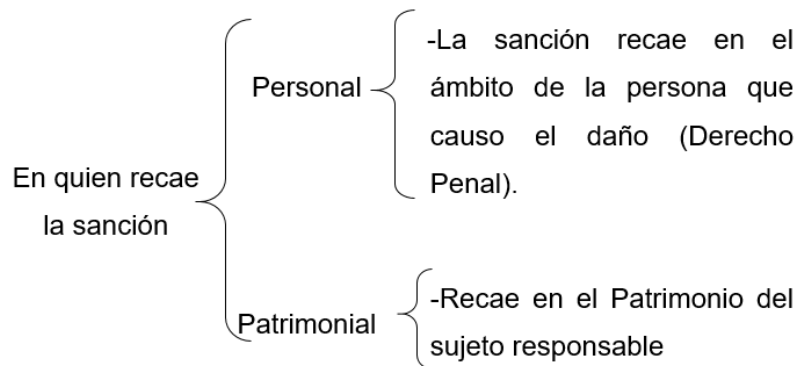 En quien recae
la sanción
Personal
-La sanción recae en el
ámbito de la persona que
causo el daño (Derecho
Penal).
Patrimonial
-Recae en el Patrimonio del
sujeto responsable